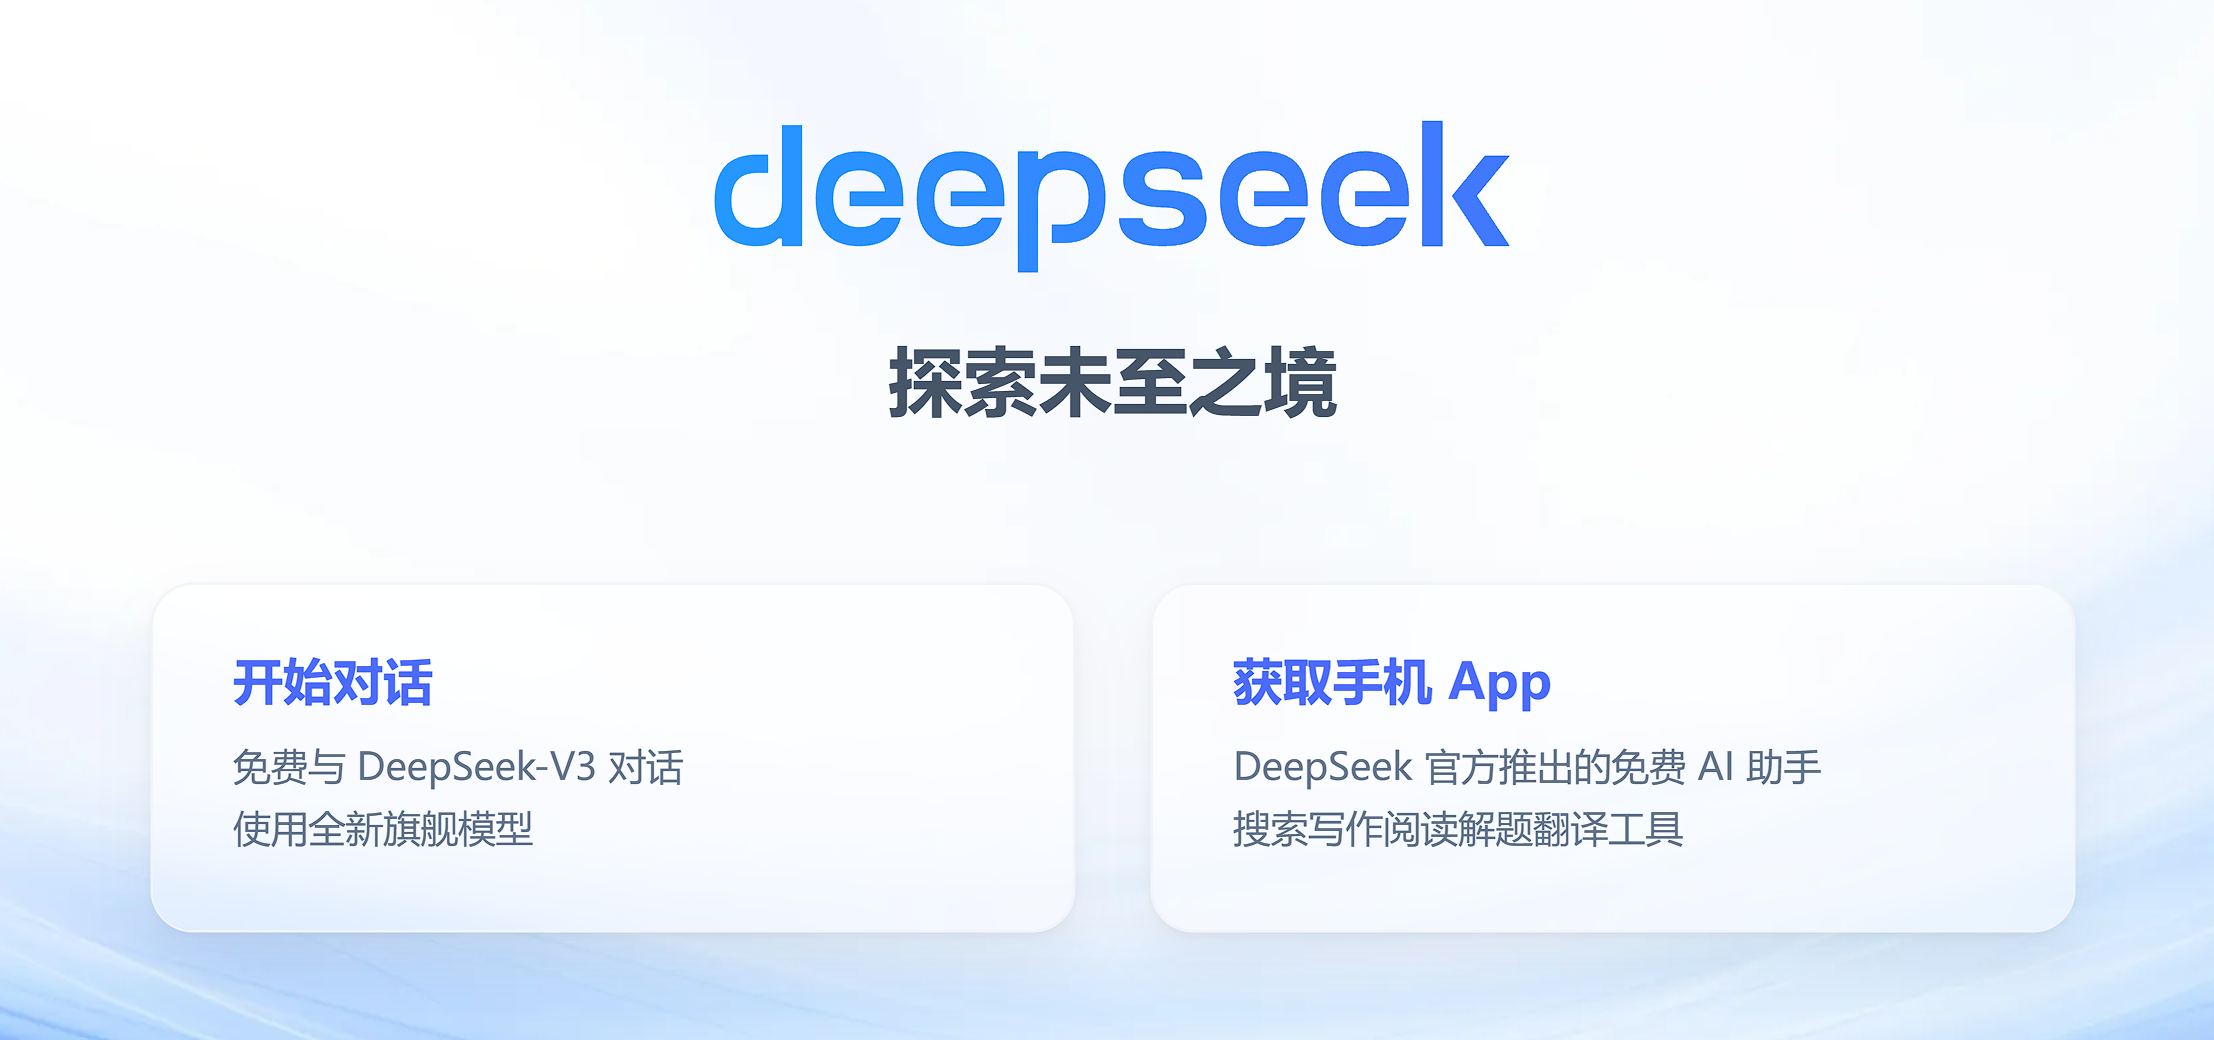 deepseek
探索未至之境
开始对话
免费与 DeepSeek-V3 对话
使用全新旗舰模型
获取手机 App
DeepSeek 官方推出的免费 AI 助手
搜索写作阅读解题翻译工具